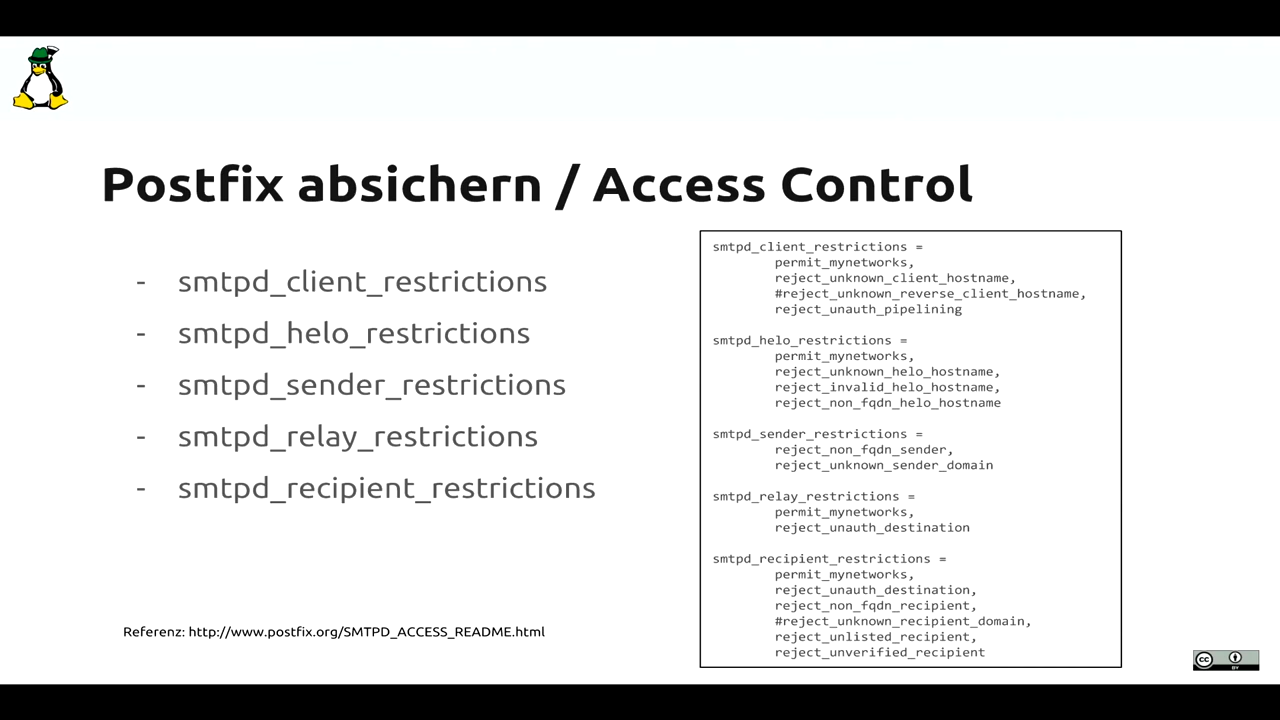 Postfix absichern / Access Control
- smtpd_client_restrictions
- smtpd_helo_restrictions
- smtpd_sender_restrictions
- smtpd_relay_restrictions
- smtpd_recipient_restrictions
Referenz: http://www.postfix.org/SMTPD_ACCESS_README.html
smtpd_client_restrictions =
permit_mynetworks,
reject_unknown_client_hostname,
#reject_unknown_reverse_client_hostname,
reject_unauth_pipelining
smtpd_helo_restrictions =
permit_mynetworks,
reject_unknown_helo_hostname,
reject_invalid_helo_hostname,
reject_non_fqdn_helo_hostname
smtpd_sender_restrictions =
reject_non_fqdn_sender,
reject_unknown_sender_domain
smtpd_relay_restrictions =
permit_mynetworks,
reject_unauth_destination
smtpd_recipient_restrictions =
permit_mynetworks,
reject_unauth_destination,
reject_non_fqdn_recipient,
#reject_unknown_recipient_domain,
reject_unlisted_recipient,
reject_unverified_recipient
cc
BY